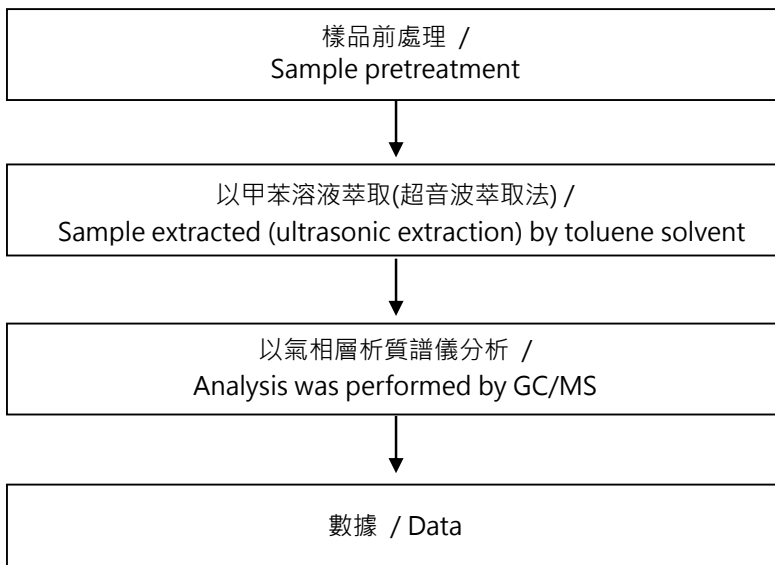 樣品前處理 /
Sample pretreatment
以甲苯溶液萃取(超音波萃取法) /
Sample extracted (ultrasonic extraction) by toluene solvent
以氣相層析質譜儀分析 /
Analysis was performed by GC/MS
數據 / Data